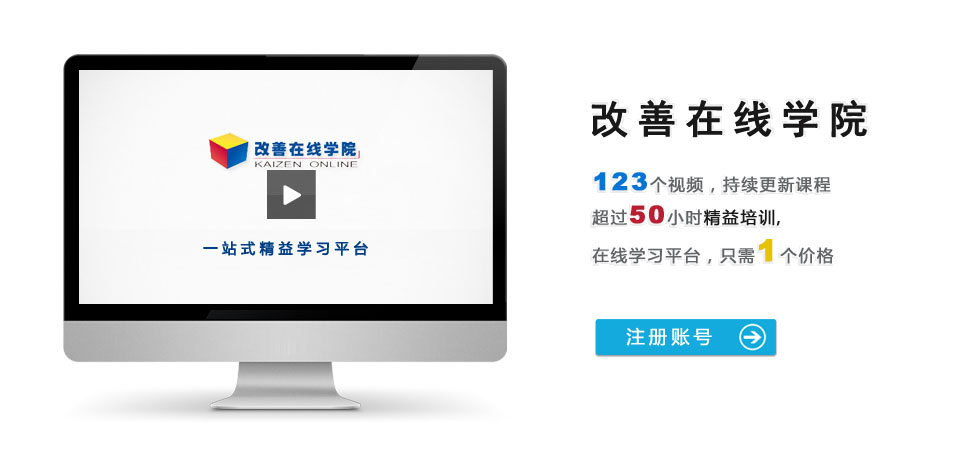 改善在线学院
KAIZEN ONLINE
一站式精益学习平台
改善在线学院
123个视频，持续更新课程
超过50小时精益培训,
在线学习平台，只需1个价格
注册账号